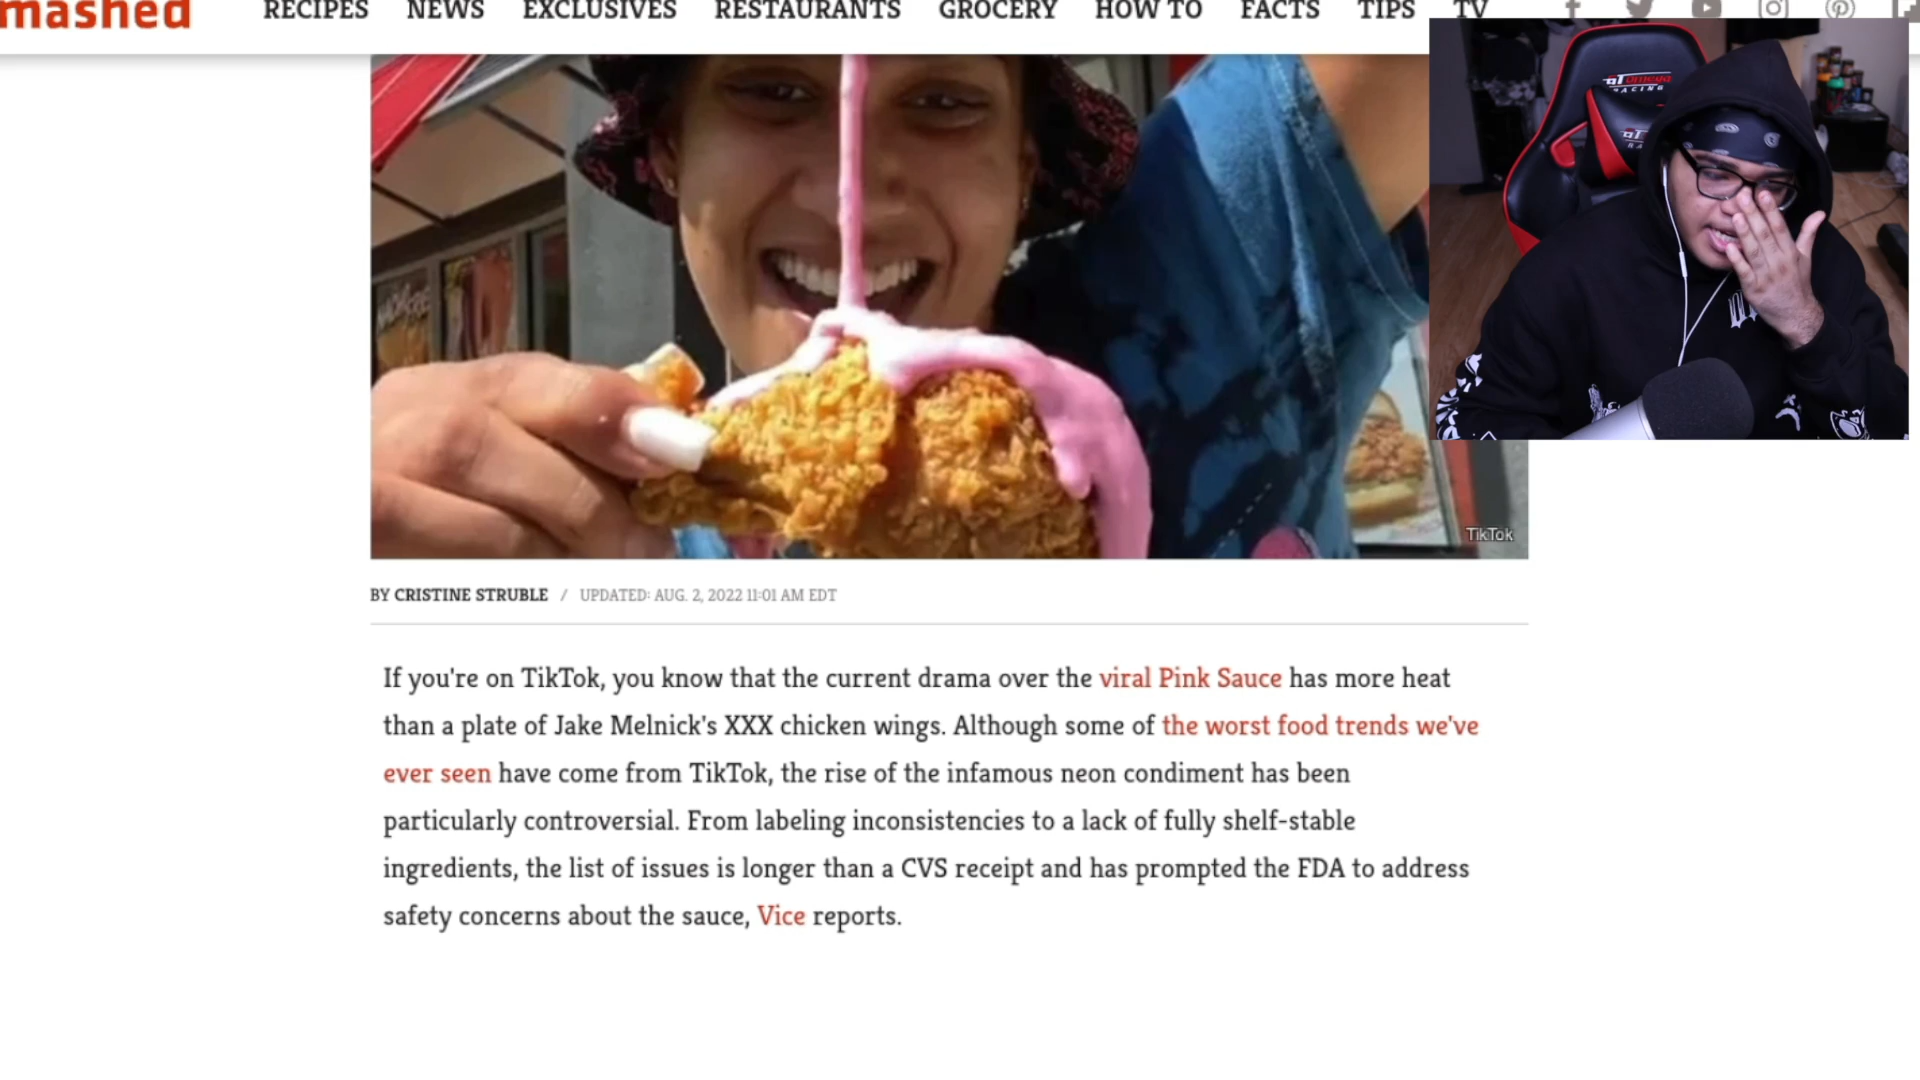 mashed
RECIPES NEWS EXCLUSIVES RESTAURANTS GROCERY HOW TO FACTS TIPS TV
RACING
TikTok
BY CRISTINE STRUBLE / UPDATED: AUG. 2, 2022 11:01 AM EDT
If you're on TikTok, you know that the current drama over the viral Pink Sauce has more heat
than a plate of Jake Melnick's XXX chicken wings. Although some of the worst food trends we've
ever seen have come from TikTok, the rise of the infamous neon condiment has been
particularly controversial. From labeling inconsistencies to a lack of fully shelf-stable
ingredients, the list of issues is longer than a CVS receipt and has prompted the FDA to address
safety concerns about the sauce, Vice reports.